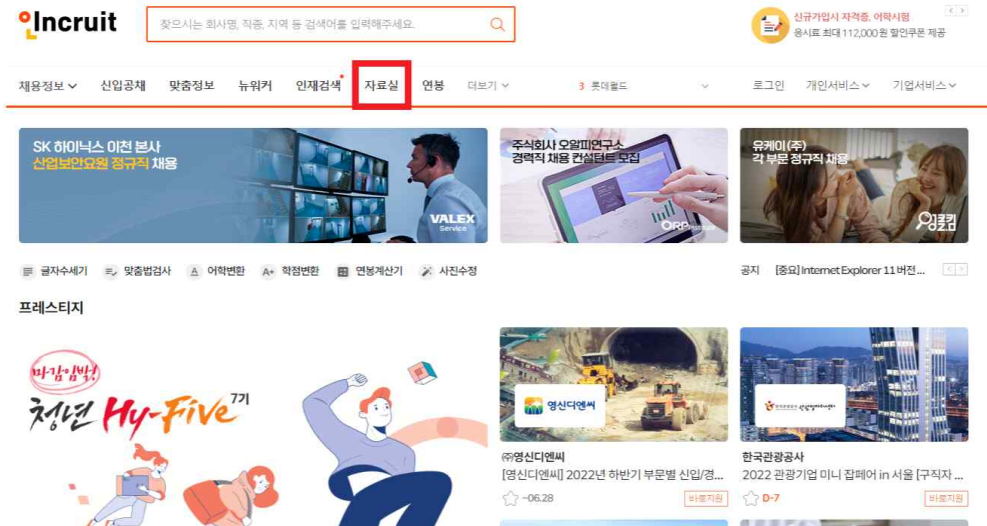 Incruit
찾으시는 회사명, 직종, 지역 등 검색어를 입력해주세요.
신규가입시 자격증, 어학시험
응시료 최대 112,000원 할인쿠폰 제공
채용정보 신입공채 맞춤정보 뉴워커 인재검색 자료실 연봉 더보기 3 롯데월드 로그인 개인서비스 기업서비스
SK 하이닉스 이천 본사
산업보안요원 정규직 채용
VALEX
Service
주식회사 오알피연구소
경력직 채용 컨설턴트 모집
ORP
유케이(주)
각 부문 정규직 채용
글자수세기 맞춤법검사 어학변환 A+ 학점변환 연봉계산기 사진수정
공지 [중요] Internet Explorer 11 버전...
프레스티지
마감임박!
청년 Hy-Five 7기
영신디엔씨
㈜영신디엔씨
[영신디엔씨] 2022년 하반기 부문별 신입/경...
~06.28 바로지원
한국관광공사
2022 관광기업 미니 잡페어 in 서울 [구직자 ...
D-7 바로지원